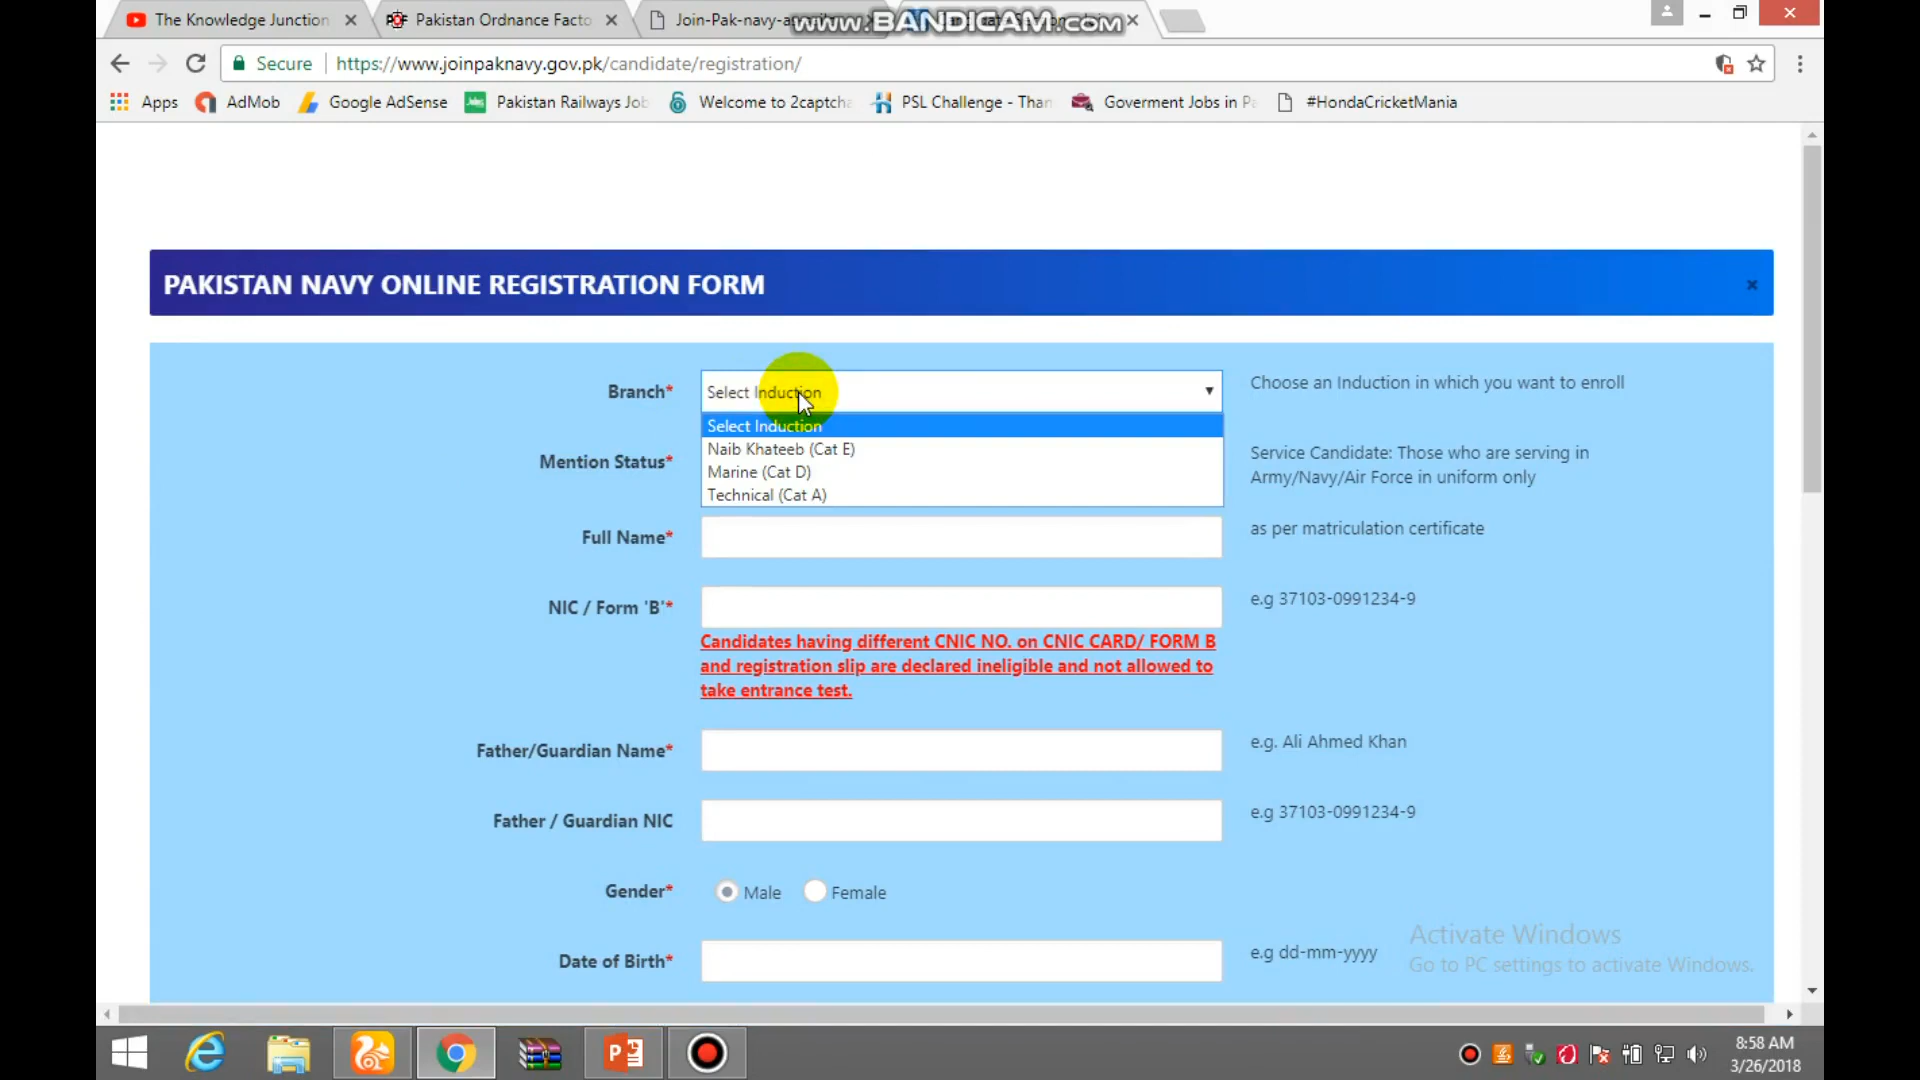 The Knowledge Junction
Pakistan Ordnance Facto
Join-Pak-navy-as
www.BANDICAM.com
Secure
https://www.joinpaknavy.gov.pk/candidate/registration/
Apps
AdMob
Google AdSense
Pakistan Railways Job
Welcome to 2captcha
PSL Challenge - Than
Goverment Jobs in Pa
#HondaCricketMania
PAKISTAN NAVY ONLINE REGISTRATION FORM
Branch*
Select Induction
Choose an Induction in which you want to enroll
Select Induction
Naib Khateeb (Cat E)
Marine (Cat D)
Technical (Cat A)
Mention Status*
Service Candidate: Those who are serving in
Army/Navy/Air Force in uniform only
Full Name*
as per matriculation certificate
NIC / Form 'B'*
e.g 37103-0991234-9
Candidates having different CNIC NO. on CNIC CARD/ FORM B
and registration slip are declared ineligible and not allowed to
take entrance test.
Father/Guardian Name*
e.g. Ali Ahmed Khan
Father / Guardian NIC
e.g 37103-0991234-9
Gender*
Male
Female
Date of Birth*
e.g dd-mm-yyyy
Activate Windows
Go to PC settings to activate Windows.
8:58 AM
3/26/2018